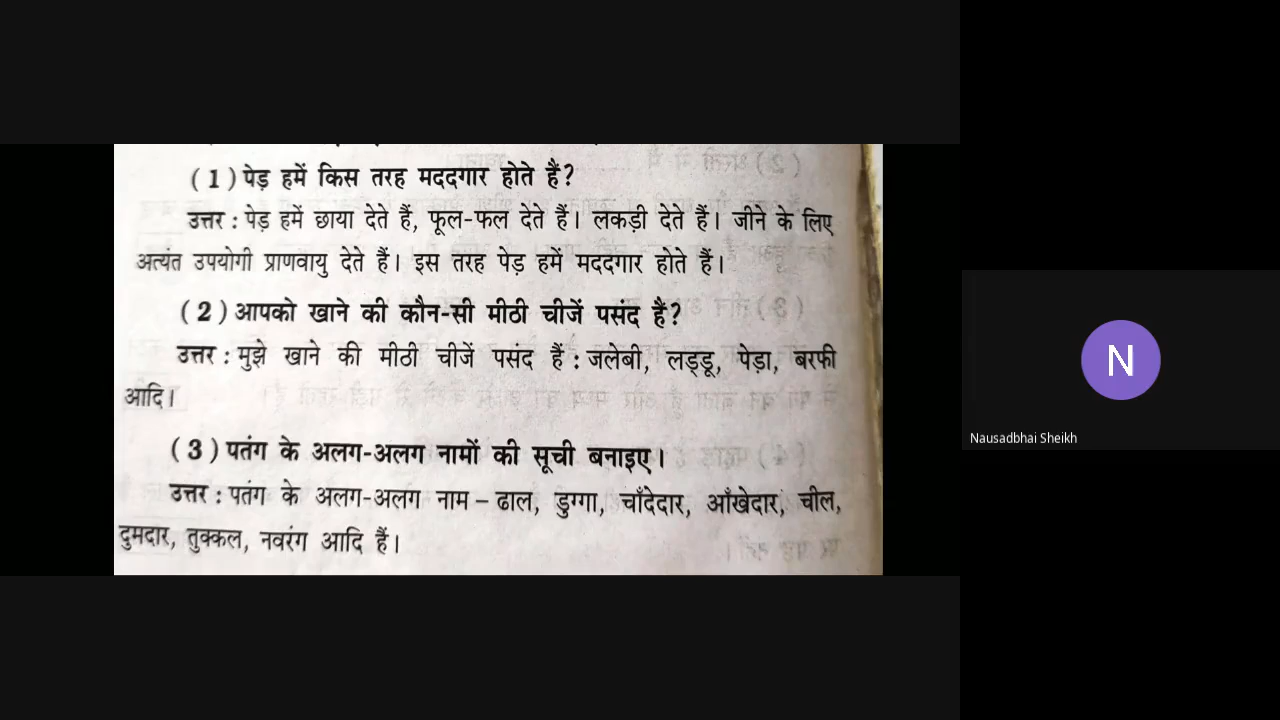 (1) पेड़ हमें किस तरह मददगार होते हैं?
उत्तर : पेड़ हमें छाया देते हैं, फूल-फल देते हैं। लकड़ी देते हैं। जीने के लिए
अत्यंत उपयोगी प्राणवायु देते हैं। इस तरह पेड़ हमें मददगार होते हैं।
(2) आपको खाने की कौन-सी मीठी चीजें पसंद हैं?
उत्तर : मुझे खाने की मीठी चीजें पसंद हैं : जलेबी, लड्डू, पेड़ा, बरफी
आदि।
(3) पतंग के अलग-अलग नामों की सूची बनाइए।
उत्तर : पतंग के अलग-अलग नाम – ढाल, डुग्गा, चाँदेदार, आँखेदार, चील,
दुमदार, तुक्कल, नवरंग आदि हैं।
N
Nausadbhai Sheikh